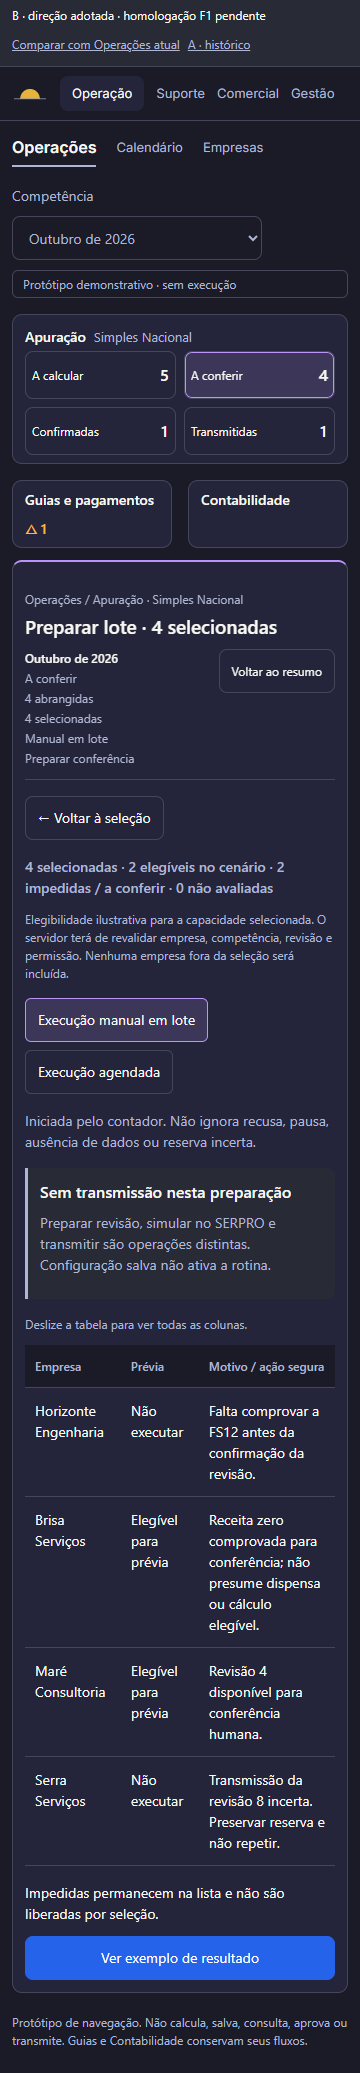 B · direção adotada · homologação F1 pendente
Comparar com Operações atual A · histórico
Operação Suporte Comercial Gestão
Operações Calendário Empresas
Competência
Outubro de 2026
Protótipo demonstrativo · sem execução
Apuração Simples Nacional
A calcular 5
A conferir 4
Confirmadas 1
Transmitidas 1
Guias e pagamentos
△ 1
Contabilidade
Operações / Apuração · Simples Nacional
Preparar lote · 4 selecionadas
Outubro de 2026
A conferir
4 abrangidas
4 selecionadas
Manual em lote
Preparar conferência
Voltar ao resumo
← Voltar à seleção
4 selecionadas · 2 elegíveis no cenário · 2
impedidas / a conferir · 0 não avaliadas
Elegibilidade ilustrativa para a capacidade selecionada. O
servidor terá de revalidar empresa, competência, revisão e
permissão. Nenhuma empresa fora da seleção será
incluída.
Execução manual em lote
Execução agendada
Iniciada pelo contador. Não ignora recusa, pausa,
ausência de dados ou reserva incerta.
Sem transmissão nesta preparação
Preparar revisão, simular no SERPRO e
transmitir são operações distintas.
Configuração salva não ativa a rotina.
Deslize a tabela para ver todas as colunas.
Empresa Prévia Motivo / ação segura
Horizonte
Engenharia
Não
executar
Falta comprovar a
FS12 antes da
confirmação da
revisão.
Brisa
Serviços
Elegível
para
prévia
Receita zero
comprovada para
conferência; não
presume dispensa
ou cálculo
elegível.
Maré
Consultoria
Elegível
para
prévia
Revisão 4
disponível para
conferência
humana.
Serra
Serviços
Não
executar
Transmissão da
revisão 8 incerta.
Preservar reserva e
não repetir.
Impedidas permanecem na lista e não são
liberadas por seleção.
Ver exemplo de resultado
Protótipo de navegação. Não calcula, salva, consulta, aprova ou
transmite. Guias e Contabilidade conservam seus fluxos.